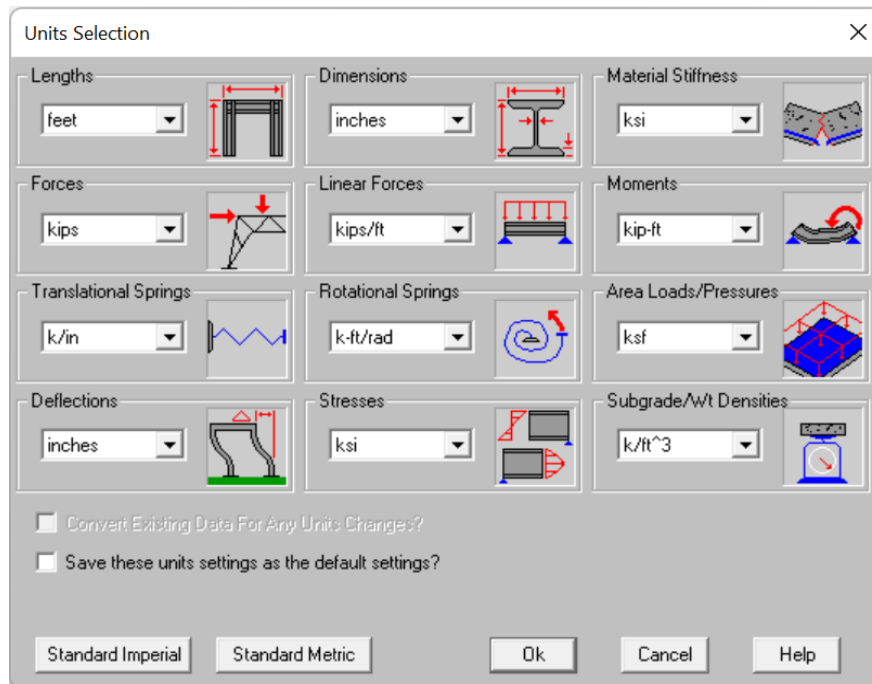 Units Selection
Lengths
Dimensions
Material Stiffness
feet
inches
ksi
Forces
Linear Forces
Moments
kips
kips/ft
kip-ft
Translational Springs
Rotational Springs
Area Loads/Pressures
k/in
k-ft/rad
ksf
Deflections
Stresses
Subgrade/Wt Densities
inches
ksi
k/ft^3
Convert Existing Data For Any Units Changes?
Save these units settings as the default settings?
Standard Imperial
Standard Metric
Ok
Cancel
Help